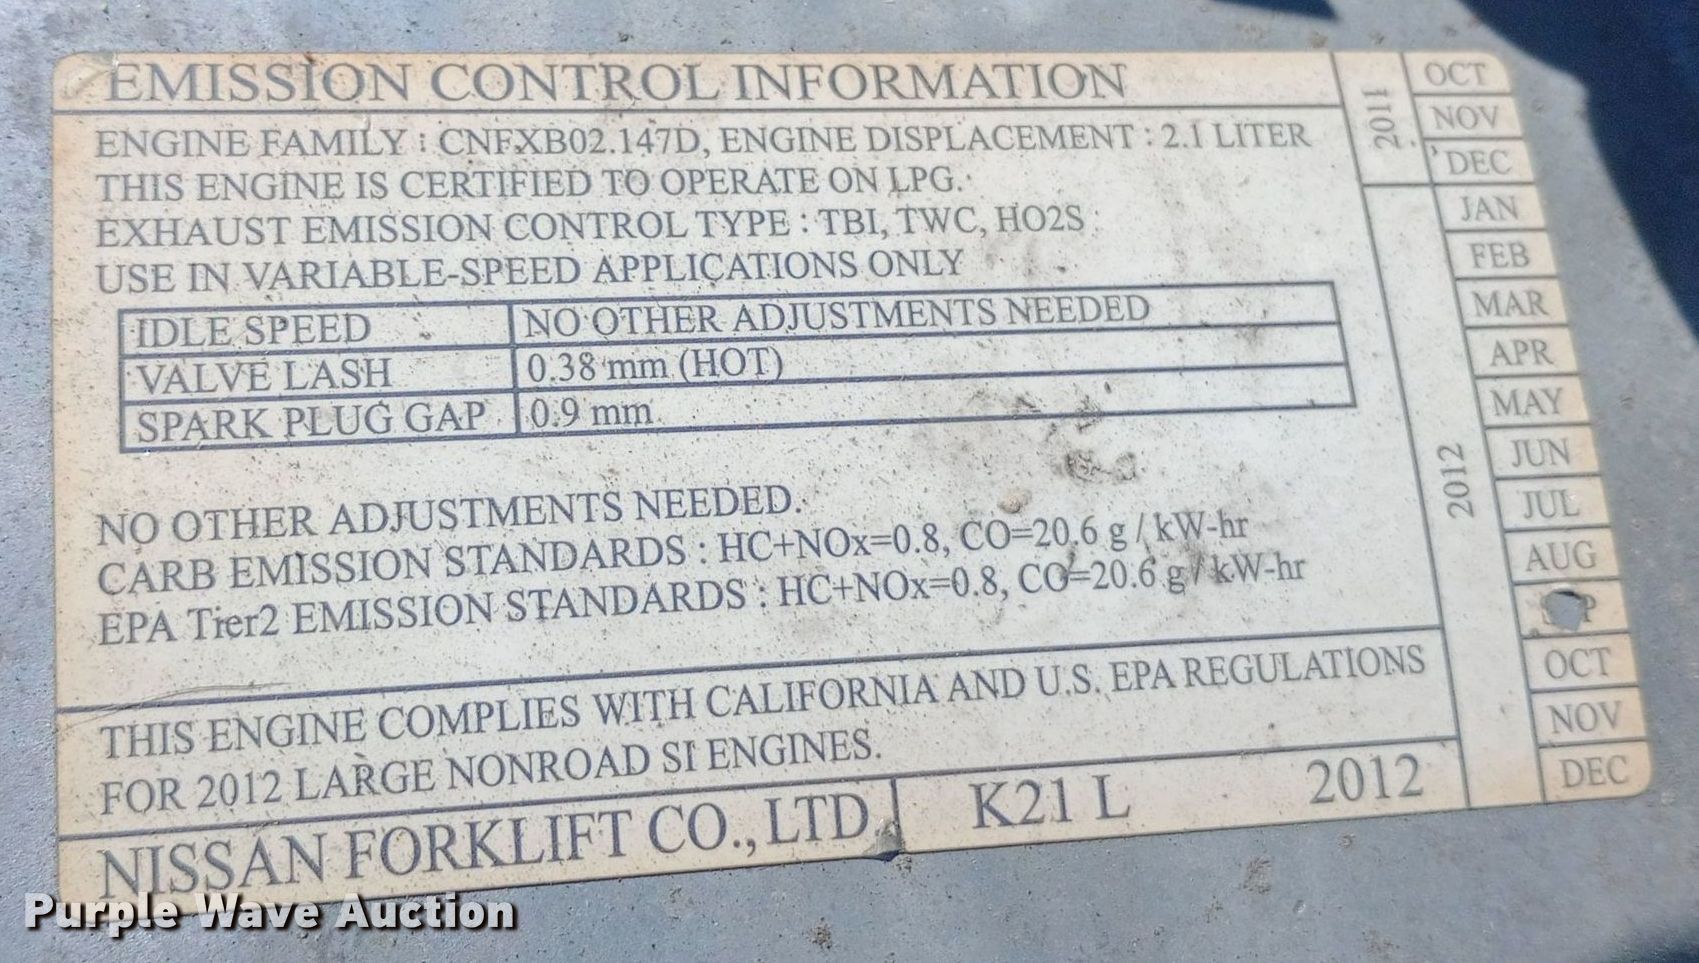 EMISSION CONTROL INFORMATION
ENGINE FAMILY : CNFXB02.147D, ENGINE DISPLACEMENT : 2.1 LITER
THIS ENGINE IS CERTIFIED TO OPERATE ON LPG.
EXHAUST EMISSION CONTROL TYPE : TBI, TWC, HO2S
USE IN VARIABLE-SPEED APPLICATIONS ONLY
IDLE SPEED NO OTHER ADJUSTMENTS NEEDED
VALVE LASH 0.38 mm (HOT)
SPARK PLUG GAP 0.9 mm
NO OTHER ADJUSTMENTS NEEDED.
CARB EMISSION STANDARDS : HC+NOx=0.8, CO=20.6 g / kW-hr
EPA Tier2 EMISSION STANDARDS : HC+NOx=0.8, CO=20.6 g / kW-hr
THIS ENGINE COMPLIES WITH CALIFORNIA AND U.S. EPA REGULATIONS
FOR 2012 LARGE NONROAD SI ENGINES.
NISSAN FORKLIFT CO., LTD. K21 L 2012
2011
OCT
NOV
DEC
2012
JAN
FEB
MAR
APR
MAY
JUN
JUL
AUG
OCT
NOV
DEC
Purple Wave Auction